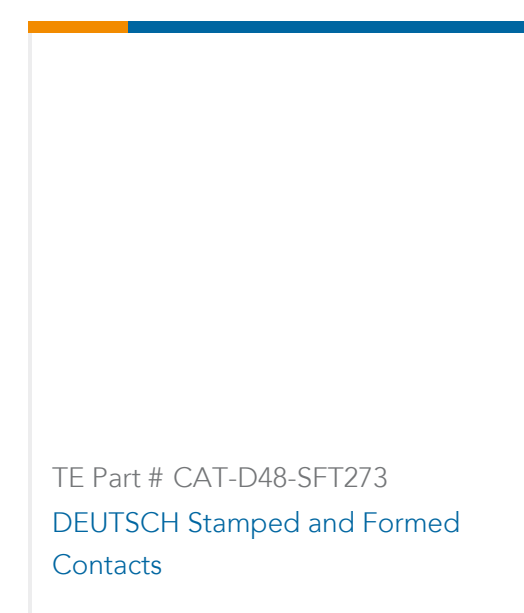 TE Part # CAT-D48-SFT273
DEUTSCH Stamped and Formed
Contacts